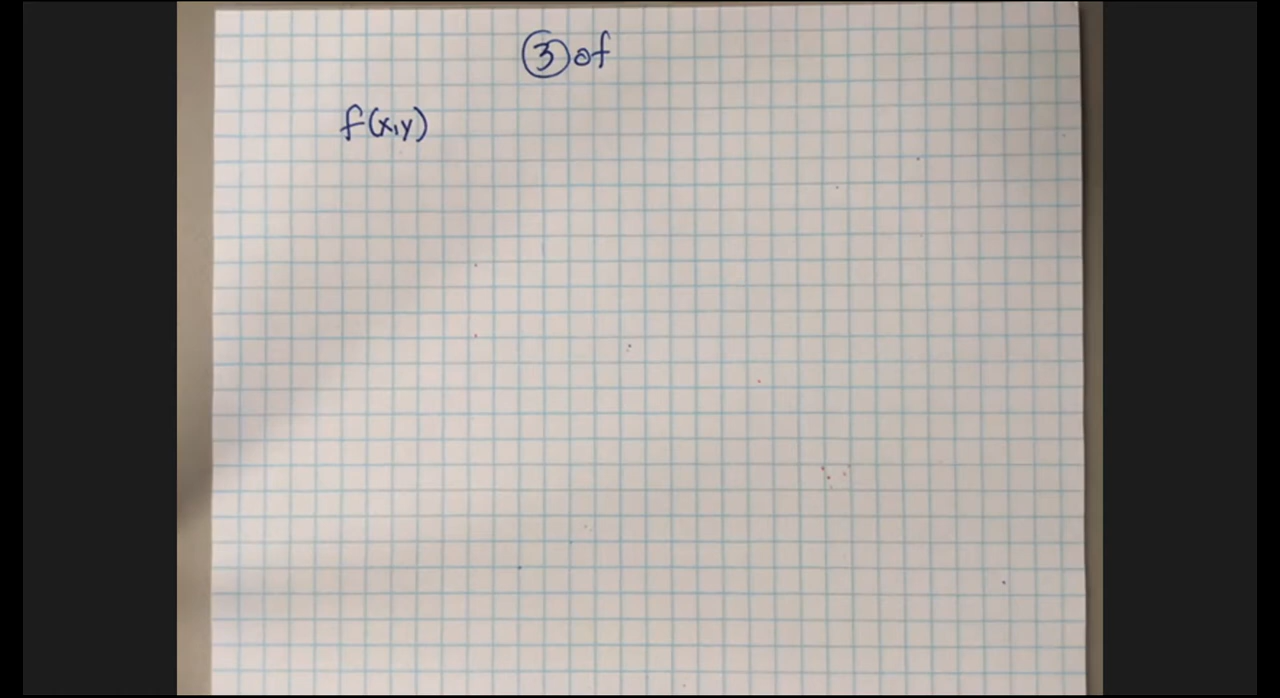 ③ of
f(x,y)